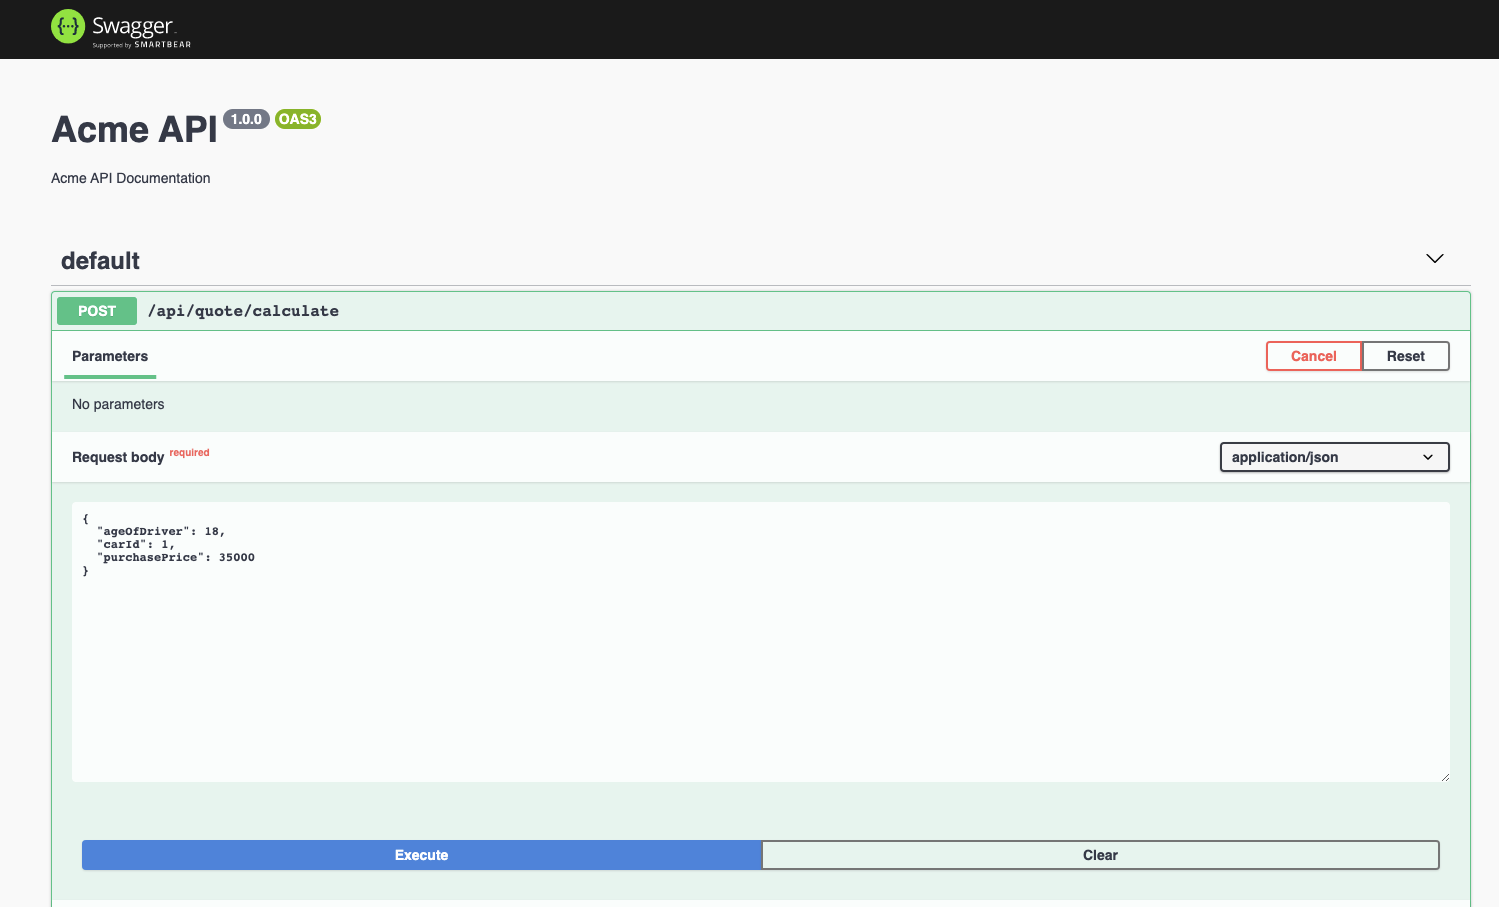 {···} Swagger
Supported by SMARTBEAR
Acme API 1.0.0 OAS3
Acme API Documentation
default
POST /api/quote/calculate
Parameters Cancel Reset
No parameters
Request body required application/json
{
  "ageOfDriver": 18,
  "carId": 1,
  "purchasePrice": 35000
}
Execute Clear